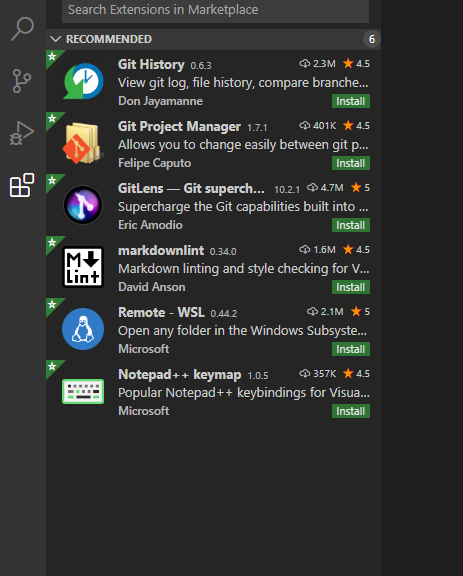 Search Extensions in Marketplace
RECOMMENDED 6
Git History 0.6.3 2.3M 4.5
View git log, file history, compare branche...
Don Jayamanne Install
Git Project Manager 1.7.1 401K 4.5
Allows you to change easily between git p...
Felipe Caputo Install
GitLens — Git superch... 10.2.1 4.7M 5
Supercharge the Git capabilities built into ...
Eric Amodio Install
M
Lint
markdownlint 0.34.0 1.6M 4.5
Markdown linting and style checking for V...
David Anson Install
Remote - WSL 0.44.2 2.1M 5
Open any folder in the Windows Subsyste...
Microsoft Install
Notepad++ keymap 1.0.5 357K 4.5
Popular Notepad++ keybindings for Visua...
Microsoft Install